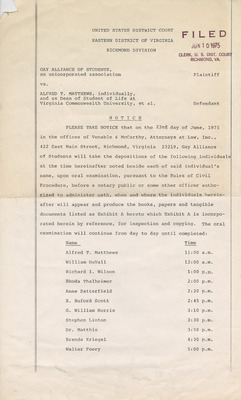 UNITED STATES DISTRICT COURT
EASTERN DISTRICT OF VIRGINIA
RICHMOND DIVISION
FILED
JUN 10 1975
CLERK, U. S. DIST. COURT
RICHMOND, VA.
GAY ALLIANCE OF STUDENTS,
an unincorporated association Plaintiff
vs.
ALFRED T. MATTHEWS, individually,
and as Dean of Student of Life at
Virginia Commonwealth University, et al. Defendant
N O T I C E
PLEASE TAKE NOTICE that on the 23rd day of June, 1975
in the offices of Venable & McCarthy, Attorneys at Law, Inc.,
422 East Main Street, Richmond, Virginia 23219, Gay Alliance
of Students will take the depositions of the following individuals
at the time hereinafter noted beside each of said individual's
name, upon oral examination, pursuant to the Rules of Civil
Procedure, before a notary public or some other officer autho-
rized to administer oath, when and where the individuals herein-
after will appear and produce the books, papers and tangible
documents listed as Exhibit A hereto which Exhibit A is incorpo-
rated herein by reference, for inspection and copying. The oral
examination will continue from day to day until completed:
Name Time
Alfred T. Matthews 11:00 a.m.
William Duvall 12:00 a.m.
Richard I. Wilson 1:00 p.m.
Rhoda Thalheimer 2:00 p.m.
Anne Satterfield 2:20 p.m.
E. Buford Scott 2:45 p.m.
G. William Norris 3:10 p.m.
Stephen Lenton 3:30 p.m.
Dr. Matthis 3:50 p.m.
Brenda Kriegel 4:30 p.m.
Walter Foery 5:00 p.m.